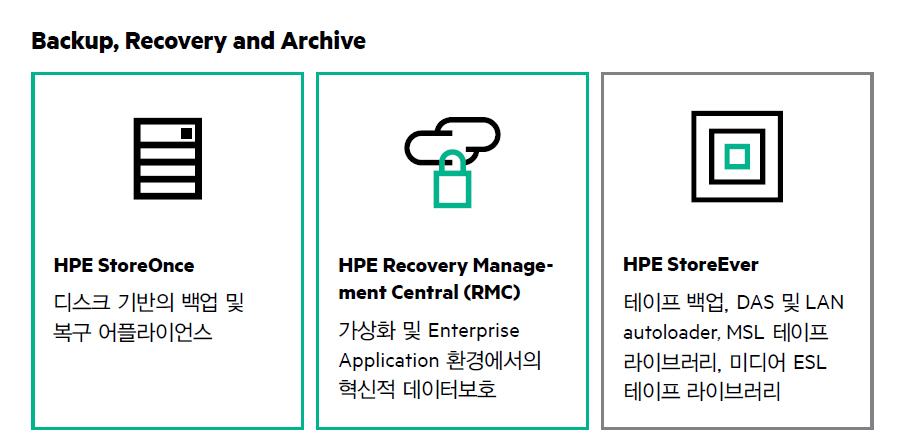 Backup, Recovery and Archive
HPE StoreOnce
디스크 기반의 백업 및
복구 어플라이언스
HPE Recovery Manage-
ment Central (RMC)
가상화 및 Enterprise
Application 환경에서의
혁신적 데이터보호
HPE StoreEver
테이프 백업, DAS 및 LAN
autoloader, MSL 테이프
라이브러리, 미디어 ESL
테이프 라이브러리